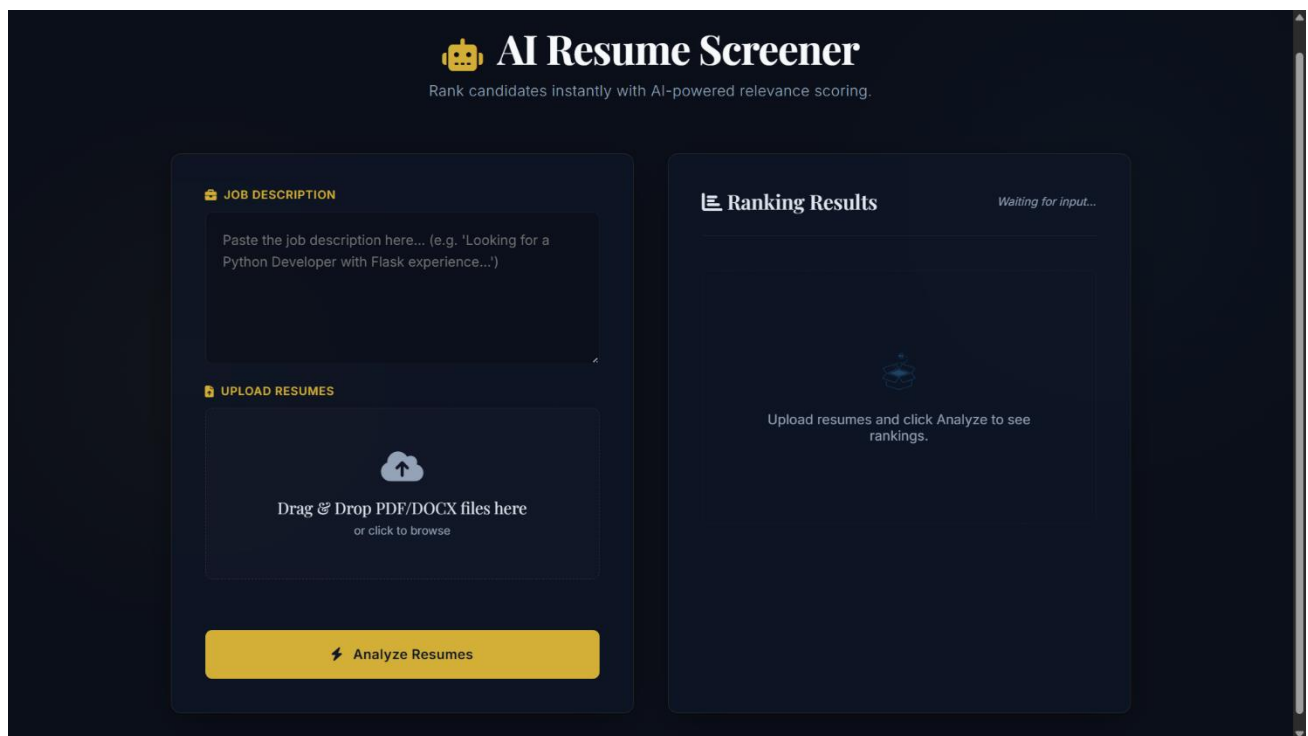 AI Resume Screener
Rank candidates instantly with AI-powered relevance scoring.
JOB DESCRIPTION
Paste the job description here... (e.g. 'Looking for a
Python Developer with Flask experience...')
UPLOAD RESUMES
Drag & Drop PDF/DOCX files here
or click to browse
Analyze Resumes
Ranking Results
Waiting for input...
Upload resumes and click Analyze to see
rankings.